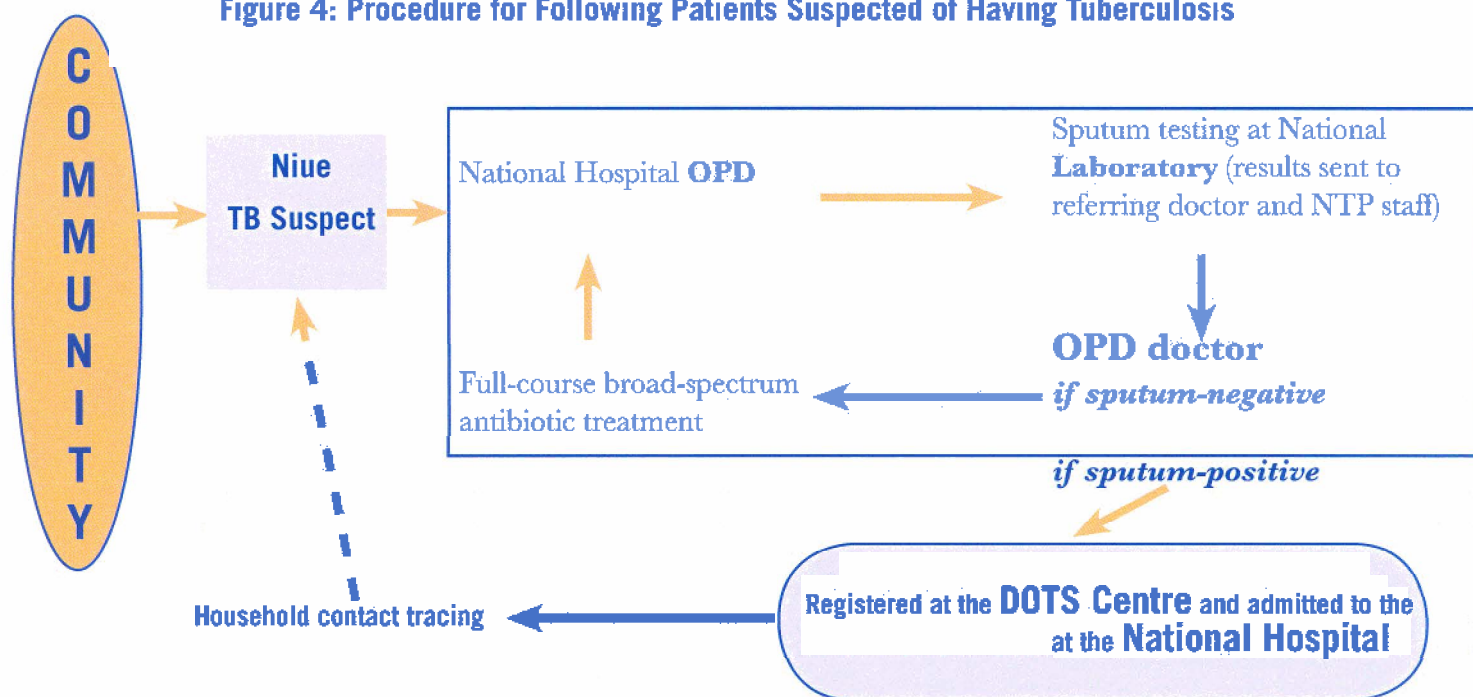 Figure 4: Procedure for Following Patients Suspected of Having Tuberculosis
COMMUNITY
Niue
TB Suspect
National Hospital OPD
Sputum testing at National
Laboratory (results sent to
referring doctor and NTP staff)
OPD doctor
if sputum-negative
Full-course broad-spectrum
antibiotic treatment
if sputum-positive
Registered at the DOTS Centre and admitted to the
at the National Hospital
Household contact tracing